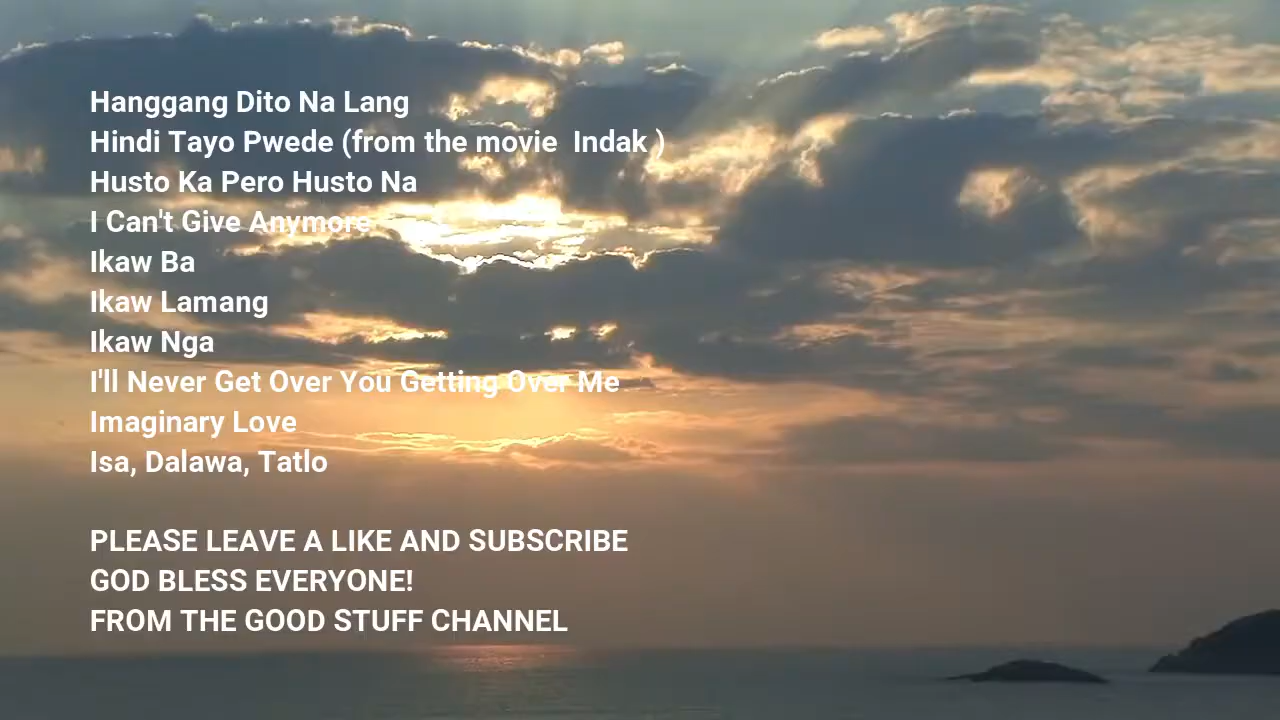 Hanggang Dito Na Lang
Hindi Tayo Pwede (from the movie  Indak )
Husto Ka Pero Husto Na
I Can't Give Anymore
Ikaw Ba
Ikaw Lamang
Ikaw Nga
I'll Never Get Over You Getting Over Me
Imaginary Love
Isa, Dalawa, Tatlo
PLEASE LEAVE A LIKE AND SUBSCRIBE
GOD BLESS EVERYONE!
FROM THE GOOD STUFF CHANNEL